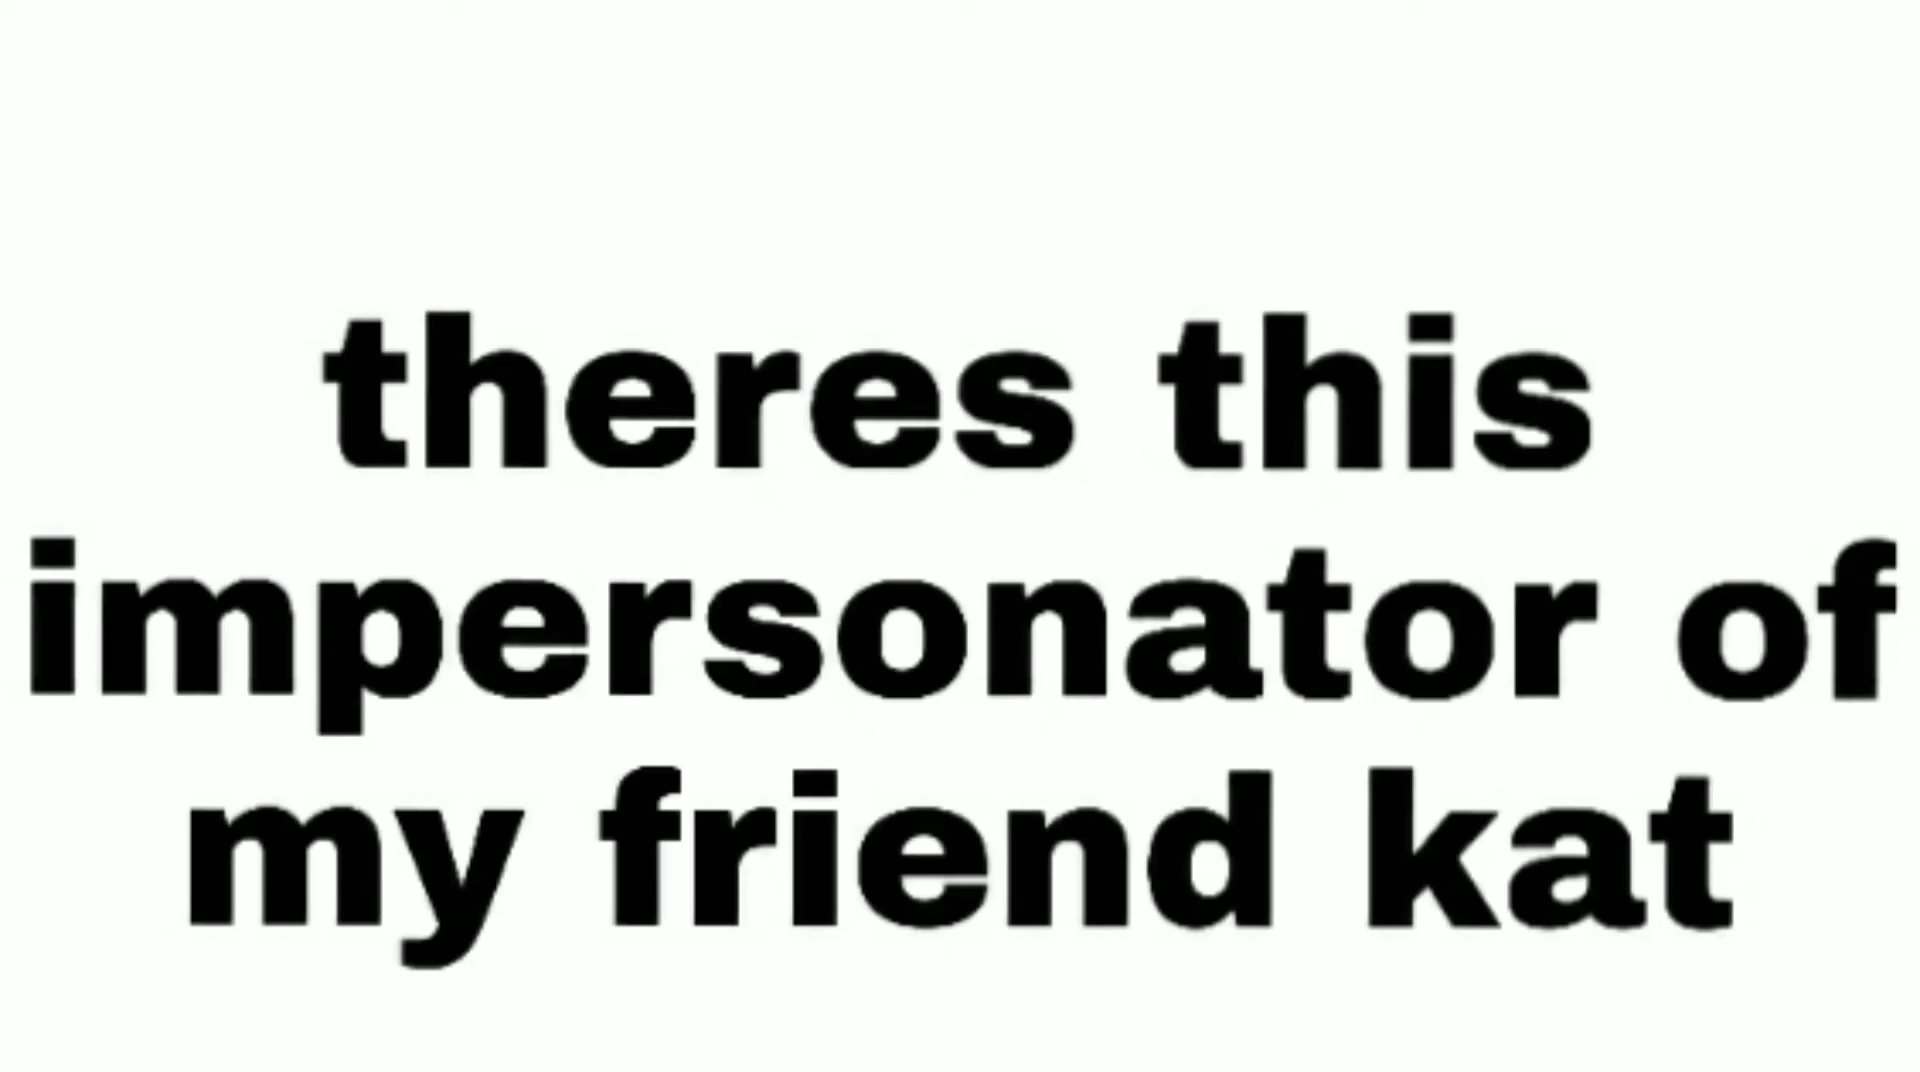 theres this
impersonator of
my friend kat